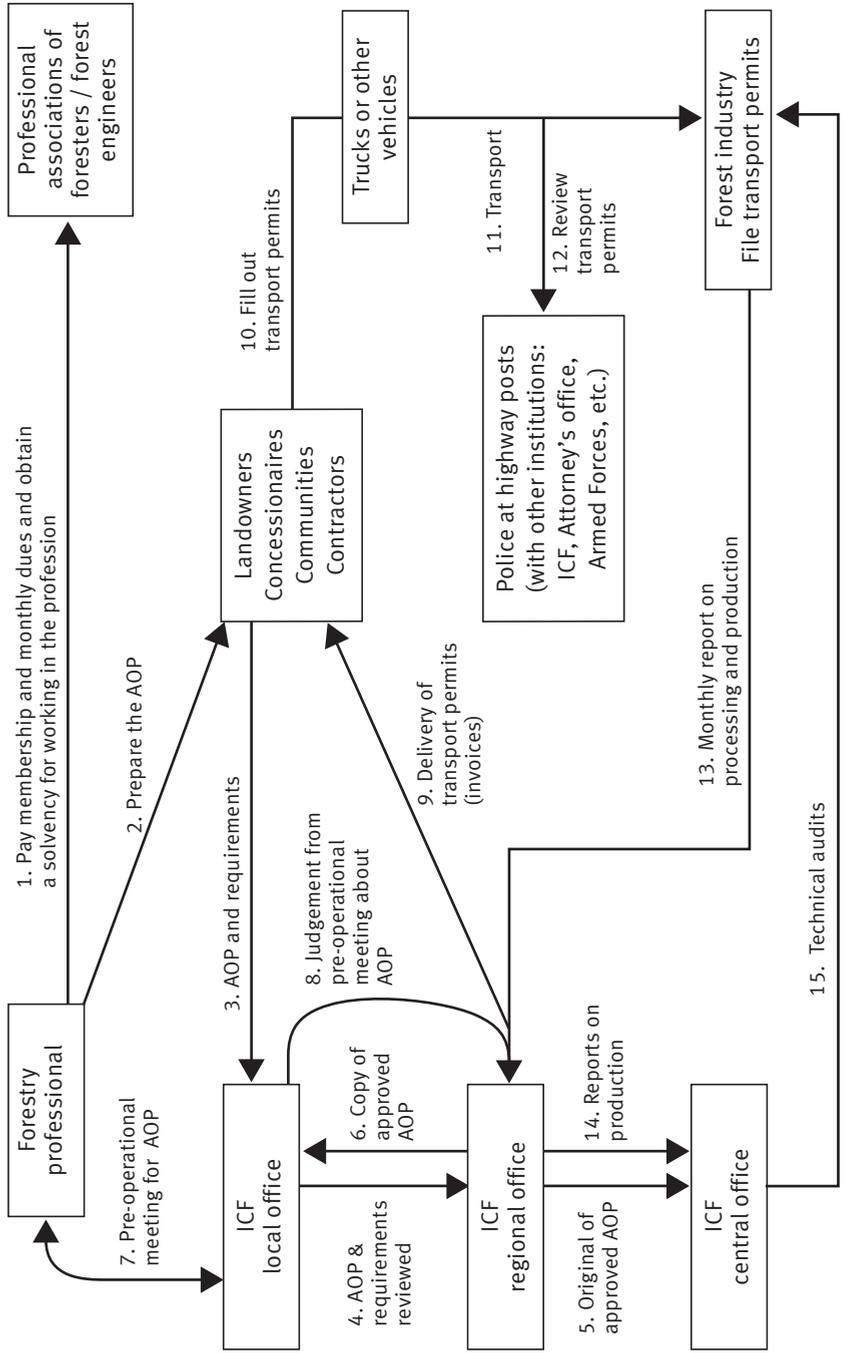 1. Pay membership and monthly dues and obtain
a solvency for working in the profession
Professional
associations of
foresters / forest
engineers
Forestry
professional
2. Prepare the AOP
7. Pre-operational
meeting for AOP
Landowners
Concessionaires
Communities
Contractors
3. AOP and requirements
10. Fill out
transport permits
Trucks or other
vehicles
ICF
local office
8. Judgement from
pre-operational
meeting about
AOP
9. Delivery of
transport permits
(invoices)
11. Transport
12. Review
transport
permits
4. AOP &
requirements
reviewed
6. Copy of
approved
AOP
Police at highway posts
(with other institutions:
ICF, Attorney’s office,
Armed Forces, etc.)
ICF
regional office
5. Original of
approved AOP
14. Reports on
production
13. Monthly report on
processing and production
Forest industry
File transport permits
ICF
central office
15. Technical audits